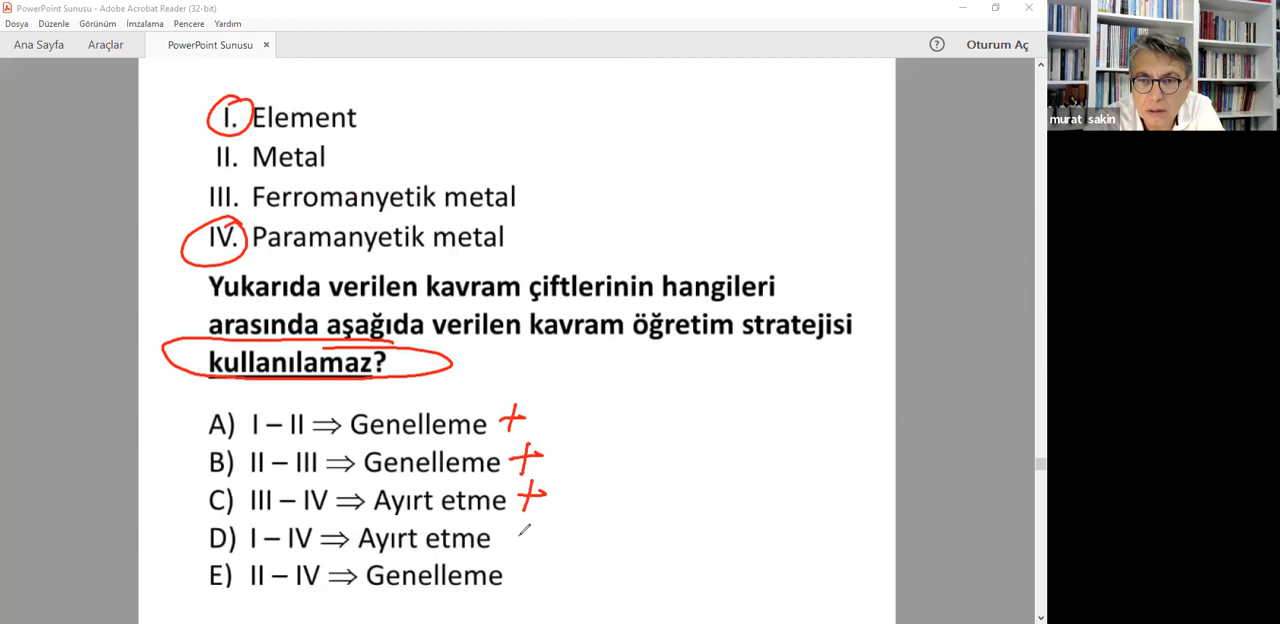 PowerPoint Sunusu - Adobe Acrobat Reader (32-bit)
Dosya Düzenle Görünüm İmzalama Pencere Yardım
Ana Sayfa Araçlar PowerPoint Sunusu × ? Oturum Aç
murat sakin
I. Element
II. Metal
III. Ferromanyetik metal
IV. Paramanyetik metal
Yukarıda verilen kavram çiftlerinin hangileri
arasında aşağıda verilen kavram öğretim stratejisi
kullanılamaz?
A) I – II ⇒ Genelleme +
B) II – III ⇒ Genelleme +
C) III – IV ⇒ Ayırt etme +
D) I – IV ⇒ Ayırt etme
E) II – IV ⇒ Genelleme